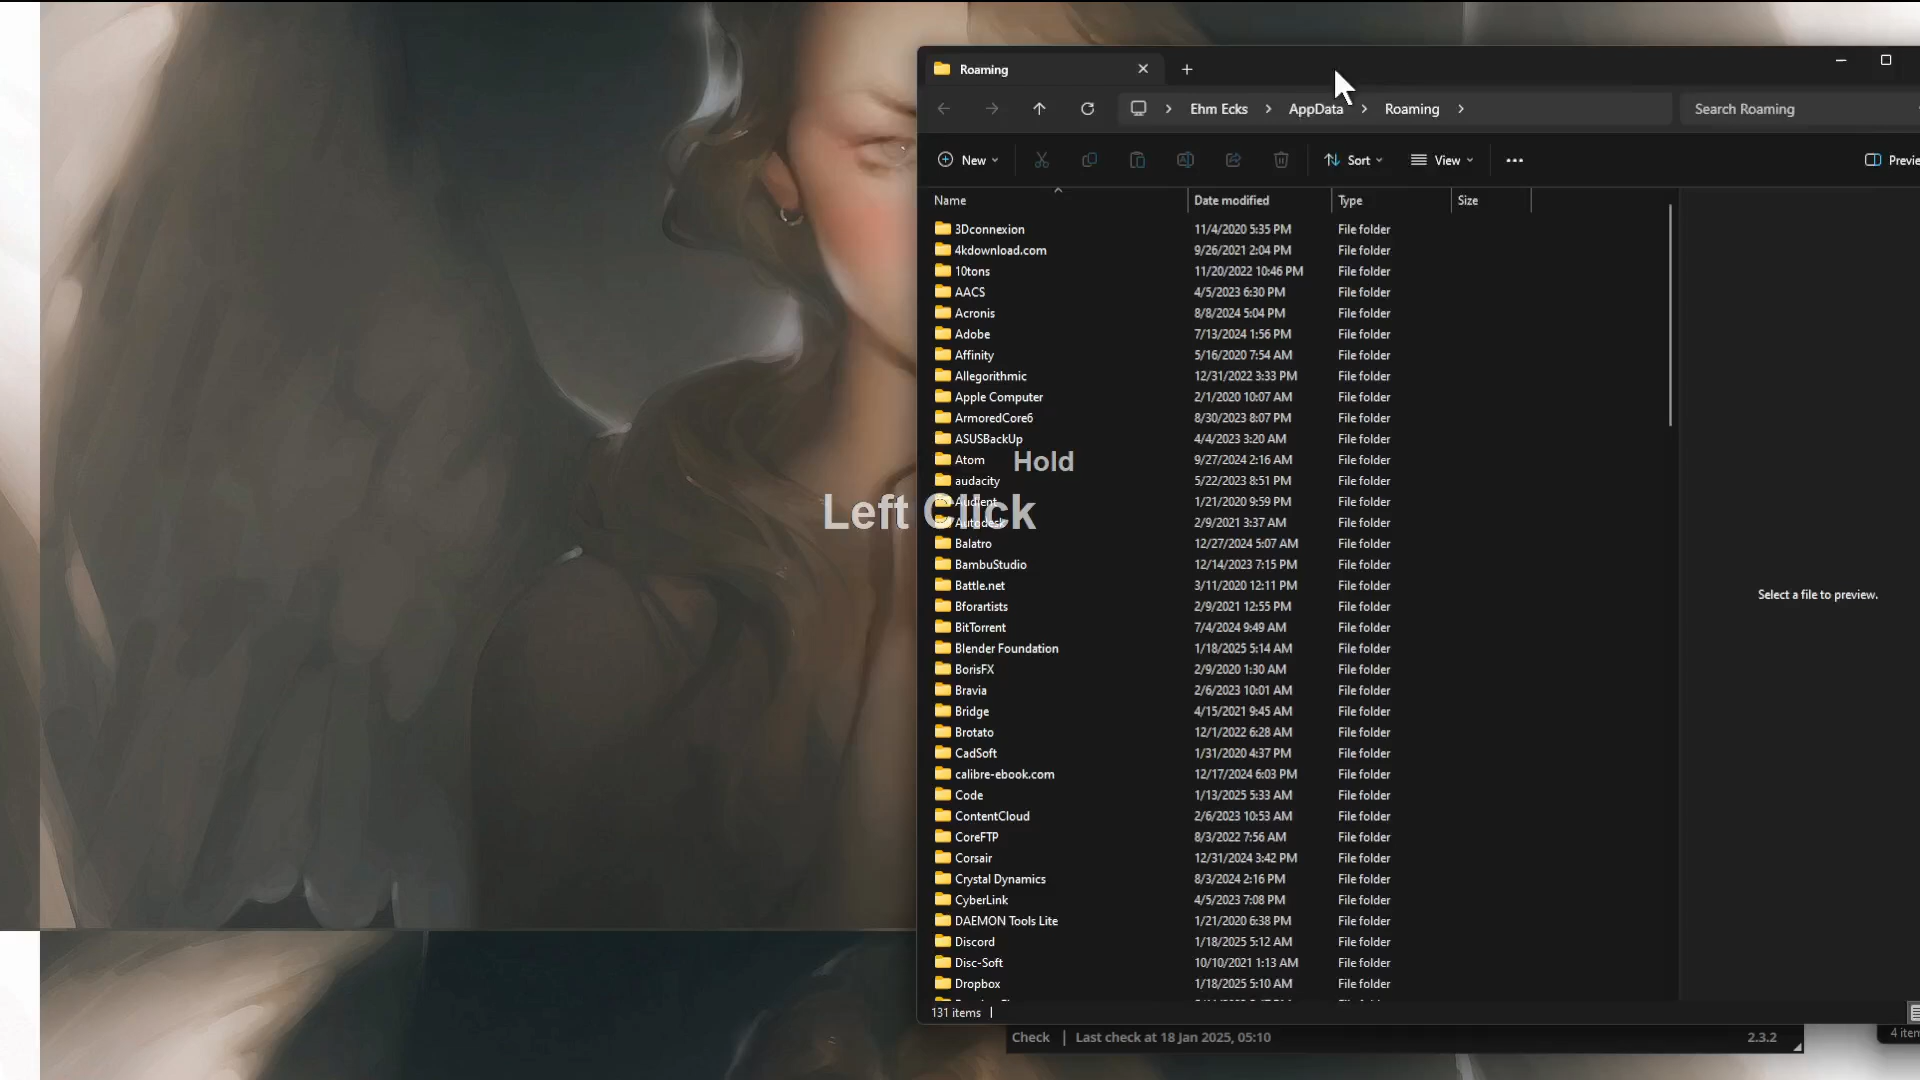 Roaming
Ehm Ecks > AppData > Roaming >
Search Roaming
New
Sort
View
Previe
Name Date modified Type Size
3Dconnexion 11/4/2020 5:35 PM File folder
4kdownload.com 9/26/2021 2:04 PM File folder
10tons 11/20/2022 10:46 PM File folder
AACS 4/5/2023 6:30 PM File folder
Acronis 8/8/2024 5:04 PM File folder
Adobe 7/13/2024 1:56 PM File folder
Affinity 5/16/2020 7:54 AM File folder
Allegorithmic 12/31/2022 3:33 PM File folder
Apple Computer 2/1/2020 10:07 AM File folder
ArmoredCore6 8/30/2023 8:07 PM File folder
ASUSBackUp 4/4/2023 3:20 AM File folder
Atom 9/27/2024 2:16 AM File folder
Hold
audacity 5/22/2023 8:51 PM File folder
Audient 1/21/2020 9:59 PM File folder
Left Click
Autodesk 2/9/2021 3:37 AM File folder
Balatro 12/27/2024 5:07 AM File folder
BambuStudio 12/14/2023 7:15 PM File folder
Battle.net 3/11/2020 12:11 PM File folder
Bforartists 2/9/2021 12:55 PM File folder
BitTorrent 7/4/2024 9:49 AM File folder
Blender Foundation 1/18/2025 5:14 AM File folder
BorisFX 2/9/2020 1:30 AM File folder
Bravia 2/6/2023 10:01 AM File folder
Bridge 4/15/2021 9:45 AM File folder
Brotato 12/1/2022 6:28 AM File folder
CadSoft 1/31/2020 4:37 PM File folder
calibre-ebook.com 12/17/2024 6:03 PM File folder
Code 1/13/2025 5:33 AM File folder
ContentCloud 2/6/2023 10:53 AM File folder
CoreFTP 8/3/2022 7:56 AM File folder
Corsair 12/31/2024 3:42 PM File folder
Crystal Dynamics 8/3/2024 2:16 PM File folder
CyberLink 4/5/2023 7:08 PM File folder
DAEMON Tools Lite 1/21/2020 6:38 PM File folder
Discord 1/18/2025 5:12 AM File folder
Disc-Soft 10/10/2021 1:13 AM File folder
Dropbox 1/18/2025 5:10 AM File folder
Select a file to preview.
131 items
Check | Last check at 18 Jan 2025, 05:10
2.3.2
4 item